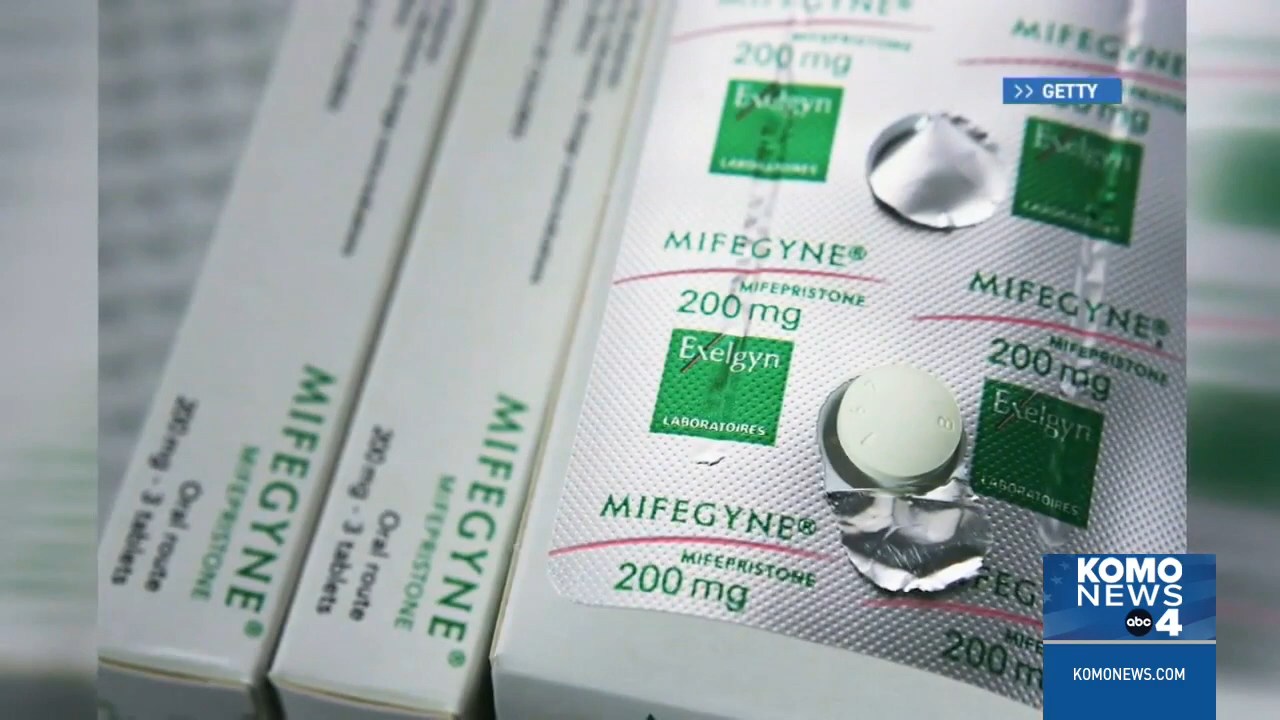 MIFEGYNE®
MIFEPRISTONE
200 mg
Exelgyn
LABORATOIRES
MIFEGYNE
Exelgyn
>> GETTY
MIFEGYNE®
MIFEPRISTONE
200 mg
Exelgyn
LABORATOIRES
MIFEGYNE®
MIFEPRISTONE
200 mg
Exelgyn
LABORATOIRES
MIFEGYNE®
MIFEPRISTONE
200 mg
200 m
MIFEGYNE®
MIFEPRISTONE
200 mg - 3 tablets
Oral route
MIFEGYNE®
MIFEPRISTONE
200 mg - 3 tablets
Oral route
KOMO
NEWS
abc 4
KOMONEWS.COM